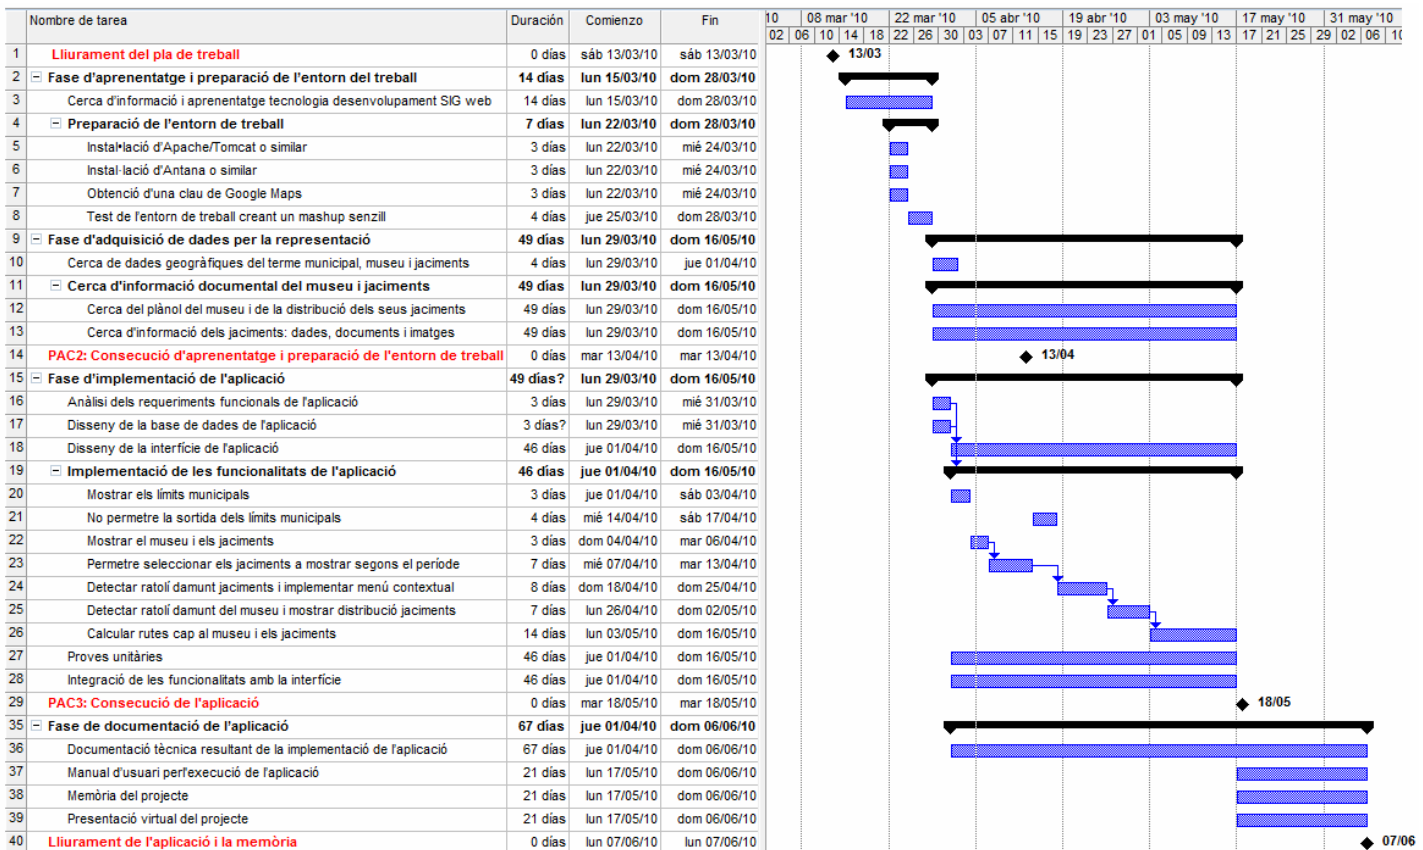 Nombre de tarea Duración Comienzo Fin 10 08 mar '10 22 mar '10 05 abr '10 19 abr '10 03 may '10 17 may '10 31 may '10
02 06 10 14 18 22 26 30 03 07 11 15 19 23 27 01 05 09 13 17 21 25 29 02 06 10
1 Lliurament del pla de treball 0 días sáb 13/03/10 sáb 13/03/10 13/03
2 Fase d'aprenentatge i preparació de l'entorn del treball 14 días lun 15/03/10 dom 28/03/10
3 Cerca d'informació i aprenentatge tecnologia desenvolupament SIG web 14 días lun 15/03/10 dom 28/03/10
4 Preparació de l'entorn de treball 7 días lun 22/03/10 dom 28/03/10
5 Instal•lació d'Apache/Tomcat o similar 3 días lun 22/03/10 mié 24/03/10
6 Instal·lació d'Antana o similar 3 días lun 22/03/10 mié 24/03/10
7 Obtenció d'una clau de Google Maps 3 días lun 22/03/10 mié 24/03/10
8 Test de l'entorn de treball creant un mashup senzill 4 días jue 25/03/10 dom 28/03/10
9 Fase d'adquisició de dades per la representació 49 días lun 29/03/10 dom 16/05/10
10 Cerca de dades geogràfiques del terme municipal, museu i jaciments 4 días lun 29/03/10 jue 01/04/10
11 Cerca d'informació documental del museu i jaciments 49 días lun 29/03/10 dom 16/05/10
12 Cerca del plànol del museu i de la distribució dels seus jaciments 49 días lun 29/03/10 dom 16/05/10
13 Cerca d'informació dels jaciments: dades, documents i imatges 49 días lun 29/03/10 dom 16/05/10
14 PAC2: Consecució d'aprenentatge i preparació de l'entorn de treball 0 días mar 13/04/10 mar 13/04/10 13/04
15 Fase d'implementació de l'aplicació 49 días? lun 29/03/10 dom 16/05/10
16 Anàlisi dels requeriments funcionals de l'aplicació 3 días lun 29/03/10 mié 31/03/10
17 Disseny de la base de dades de l'aplicació 3 días? lun 29/03/10 mié 31/03/10
18 Disseny de la interfície de l'aplicació 46 días jue 01/04/10 dom 16/05/10
19 Implementació de les funcionalitats de l'aplicació 46 días jue 01/04/10 dom 16/05/10
20 Mostrar els límits municipals 3 días jue 01/04/10 sáb 03/04/10
21 No permetre la sortida dels límits municipals 4 días mié 14/04/10 sáb 17/04/10
22 Mostrar el museu i els jaciments 3 días dom 04/04/10 mar 06/04/10
23 Permetre seleccionar els jaciments a mostrar segons el període 7 días mié 07/04/10 mar 13/04/10
24 Detectar ratolí damunt jaciments i implementar menú contextual 8 días dom 18/04/10 dom 25/04/10
25 Detectar ratolí damunt del museu i mostrar distribució jaciments 7 días lun 26/04/10 dom 02/05/10
26 Calcular rutes cap al museu i els jaciments 14 días lun 03/05/10 dom 16/05/10
27 Proves unitàries 46 días jue 01/04/10 dom 16/05/10
28 Integració de les funcionalitats amb la interfície 46 días jue 01/04/10 dom 16/05/10
29 PAC3: Consecució de l'aplicació 0 días mar 18/05/10 mar 18/05/10 18/05
35 Fase de documentació de l'aplicació 67 días jue 01/04/10 dom 06/06/10
36 Documentació tècnica resultant de la implementació de l'aplicació 67 días jue 01/04/10 dom 06/06/10
37 Manual d'usuari perl'execució de l'aplicació 21 días lun 17/05/10 dom 06/06/10
38 Memòria del projecte 21 días lun 17/05/10 dom 06/06/10
39 Presentació virtual del projecte 21 días lun 17/05/10 dom 06/06/10
40 Lliurament de l'aplicació i la memòria 0 días lun 07/06/10 lun 07/06/10 07/06